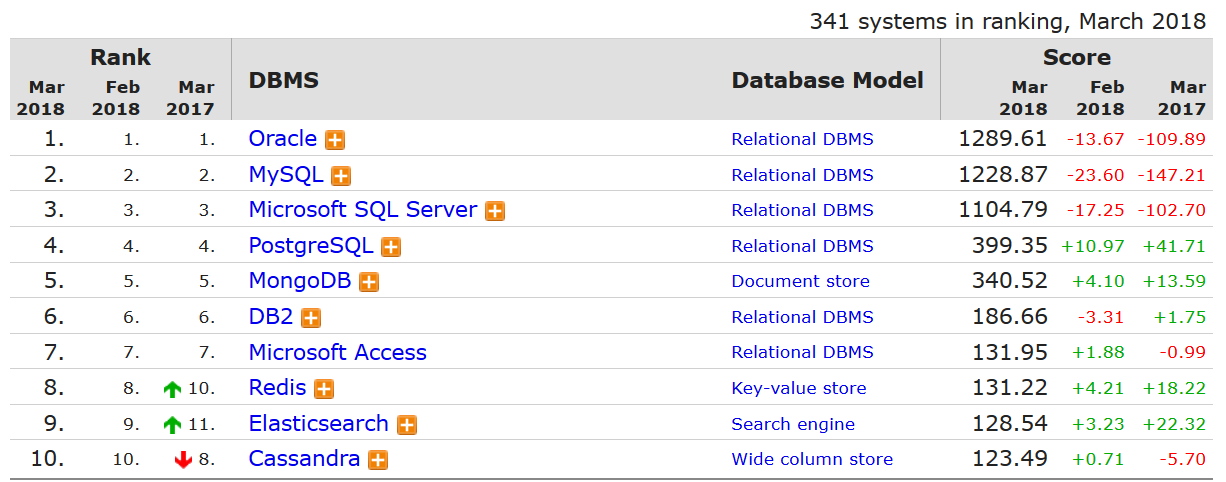 341 systems in ranking, March 2018
Rank DBMS Database Model Score
Mar 2018 Feb 2018 Mar 2017 Mar 2018 Feb 2018 Mar 2017
1. 1. 1. Oracle Relational DBMS 1289.61 -13.67 -109.89
2. 2. 2. MySQL Relational DBMS 1228.87 -23.60 -147.21
3. 3. 3. Microsoft SQL Server Relational DBMS 1104.79 -17.25 -102.70
4. 4. 4. PostgreSQL Relational DBMS 399.35 +10.97 +41.71
5. 5. 5. MongoDB Document store 340.52 +4.10 +13.59
6. 6. 6. DB2 Relational DBMS 186.66 -3.31 +1.75
7. 7. 7. Microsoft Access Relational DBMS 131.95 +1.88 -0.99
8. 8. 10. Redis Key-value store 131.22 +4.21 +18.22
9. 9. 11. Elasticsearch Search engine 128.54 +3.23 +22.32
10. 10. 8. Cassandra Wide column store 123.49 +0.71 -5.70